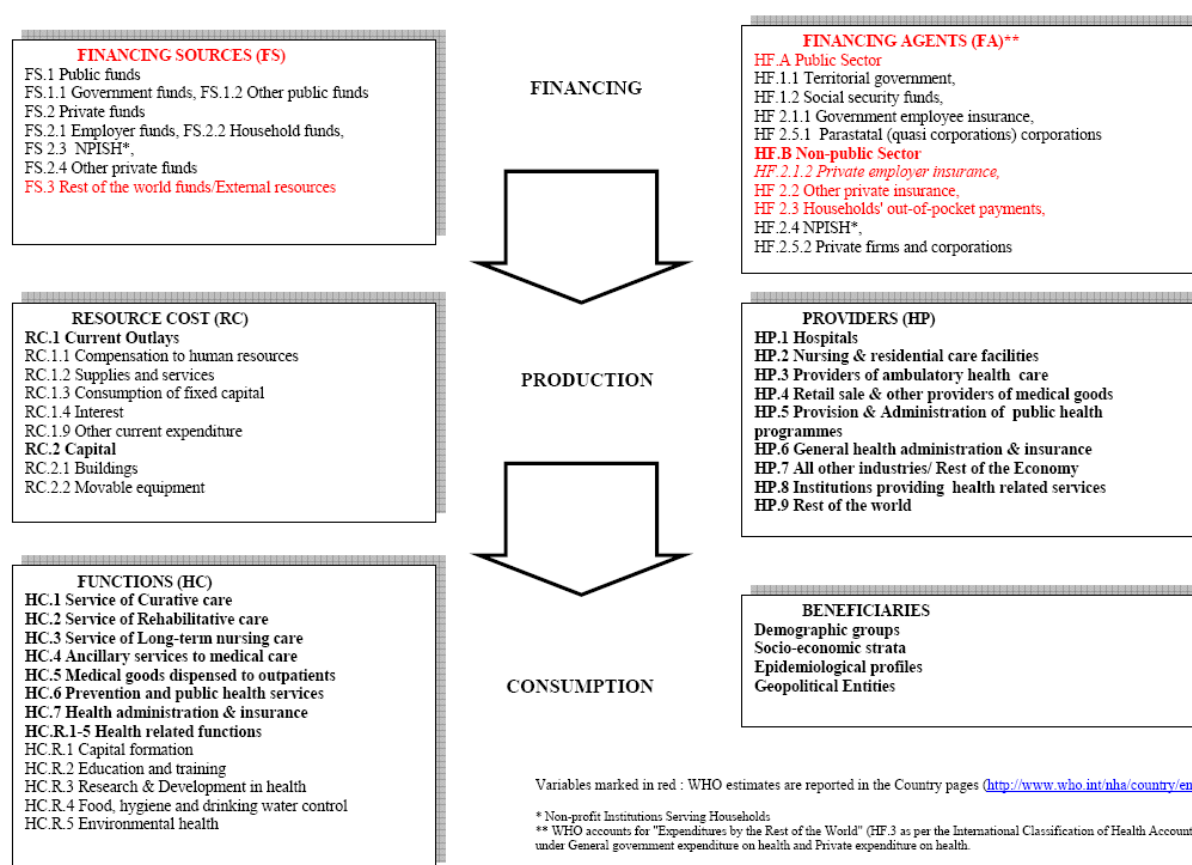 FINANCING SOURCES (FS)
FS.1 Public funds
FS.1.1 Government funds, FS.1.2 Other public funds
FS.2 Private funds
FS.2.1 Employer funds, FS.2.2 Household funds,
FS 2.3 NPISH*,
FS.2.4 Other private funds
FS.3 Rest of the world funds/External resources
FINANCING
FINANCING AGENTS (FA)**
HF.A Public Sector
HF.1.1 Territorial government,
HF.1.2 Social security funds,
HF 2.1.1 Government employee insurance,
HF 2.5.1 Parastatal (quasi corporations) corporations
HF.B Non-public Sector
HF.2.1.2 Private employer insurance,
HF 2.2 Other private insurance,
HF 2.3 Households' out-of-pocket payments,
HF.2.4 NPISH*,
HF.2.5.2 Private firms and corporations
RESOURCE COST (RC)
RC.1 Current Outlays
RC.1.1 Compensation to human resources
RC.1.2 Supplies and services
RC.1.3 Consumption of fixed capital
RC.1.4 Interest
RC.1.9 Other current expenditure
RC.2 Capital
RC.2.1 Buildings
RC.2.2 Movable equipment
PRODUCTION
PROVIDERS (HP)
HP.1 Hospitals
HP.2 Nursing & residential care facilities
HP.3 Providers of ambulatory health care
HP.4 Retail sale & other providers of medical goods
HP.5 Provision & Administration of public health
programmes
HP.6 General health administration & insurance
HP.7 All other industries/ Rest of the Economy
HP.8 Institutions providing health related services
HP.9 Rest of the world
FUNCTIONS (HC)
HC.1 Service of Curative care
HC.2 Service of Rehabilitative care
HC.3 Service of Long-term nursing care
HC.4 Ancillary services to medical care
HC.5 Medical goods dispensed to outpatients
HC.6 Prevention and public health services
HC.7 Health administration & insurance
HC.R.1-5 Health related functions
HC.R.1 Capital formation
HC.R.2 Education and training
HC.R.3 Research & Development in health
HC.R.4 Food, hygiene and drinking water control
HC.R.5 Environmental health
CONSUMPTION
BENEFICIARIES
Demographic groups
Socio-economic strata
Epidemiological profiles
Geopolitical Entities
Variables marked in red : WHO estimates are reported in the Country pages (http://www.who.int/nha/country/en
* Non-profit Institutions Serving Households
** WHO accounts for "Expenditures by the Rest of the World" (HF.3 as per the International Classification of Health Account
under General government expenditure on health and Private expenditure on health.